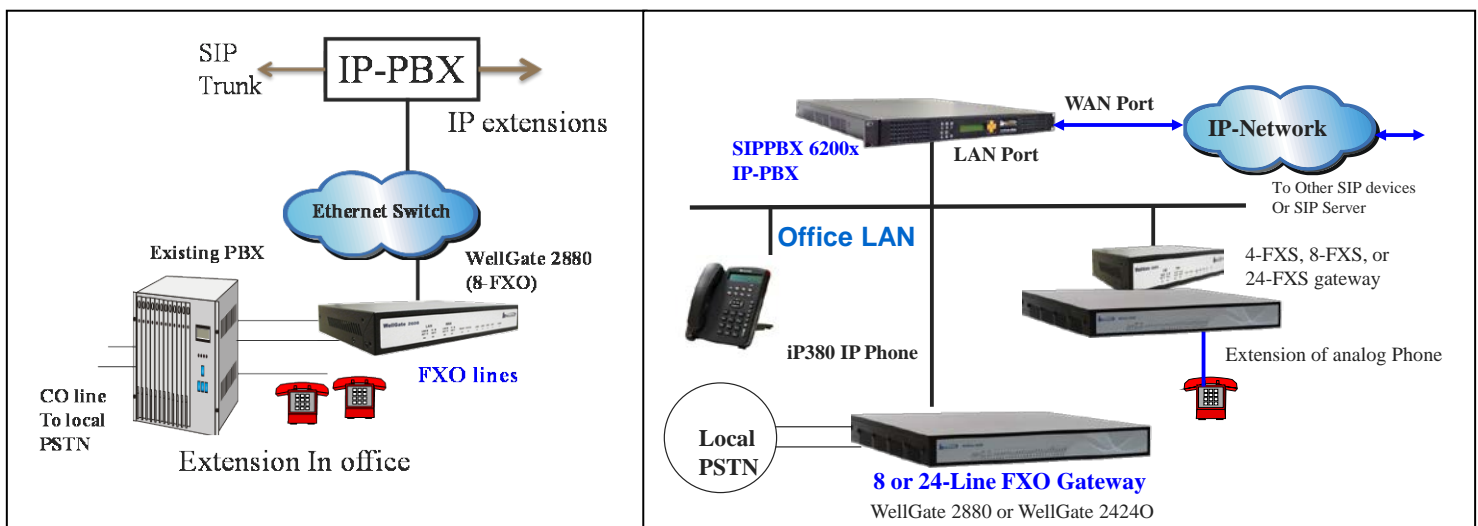 SIP
Trunk
IP-PBX
IP extensions
Ethernet Switch
Existing PBX
WellGate 2880
(8-FXO)
FXO lines
CO line
To local
PSTN
Extension In office
WAN Port
IP-Network
SIPPBX 6200x
IP-PBX
LAN Port
To Other SIP devices
Or SIP Server
Office LAN
4-FXS, 8-FXS, or
24-FXS gateway
iP380 IP Phone
Extension of analog Phone
Local
PSTN
8 or 24-Line FXO Gateway
WellGate 2880 or WellGate 2424O